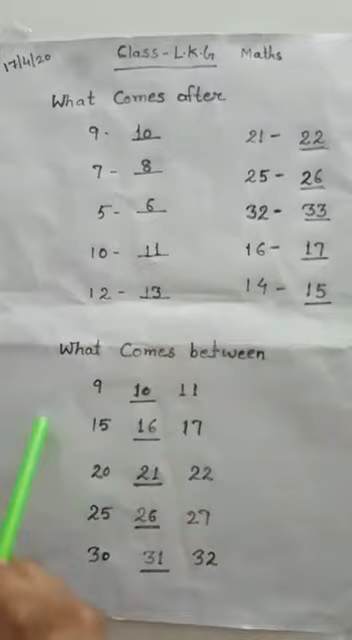 17/4/20 Class - L.K.G Maths
What Comes after
9 - 10 21 - 22
7 - 8 25 - 26
5 - 6 32 - 33
10 - 11 16 - 17
12 - 13 14 - 15
What Comes between
9 10 11
15 16 17
20 21 22
25 26 27
30 31 32